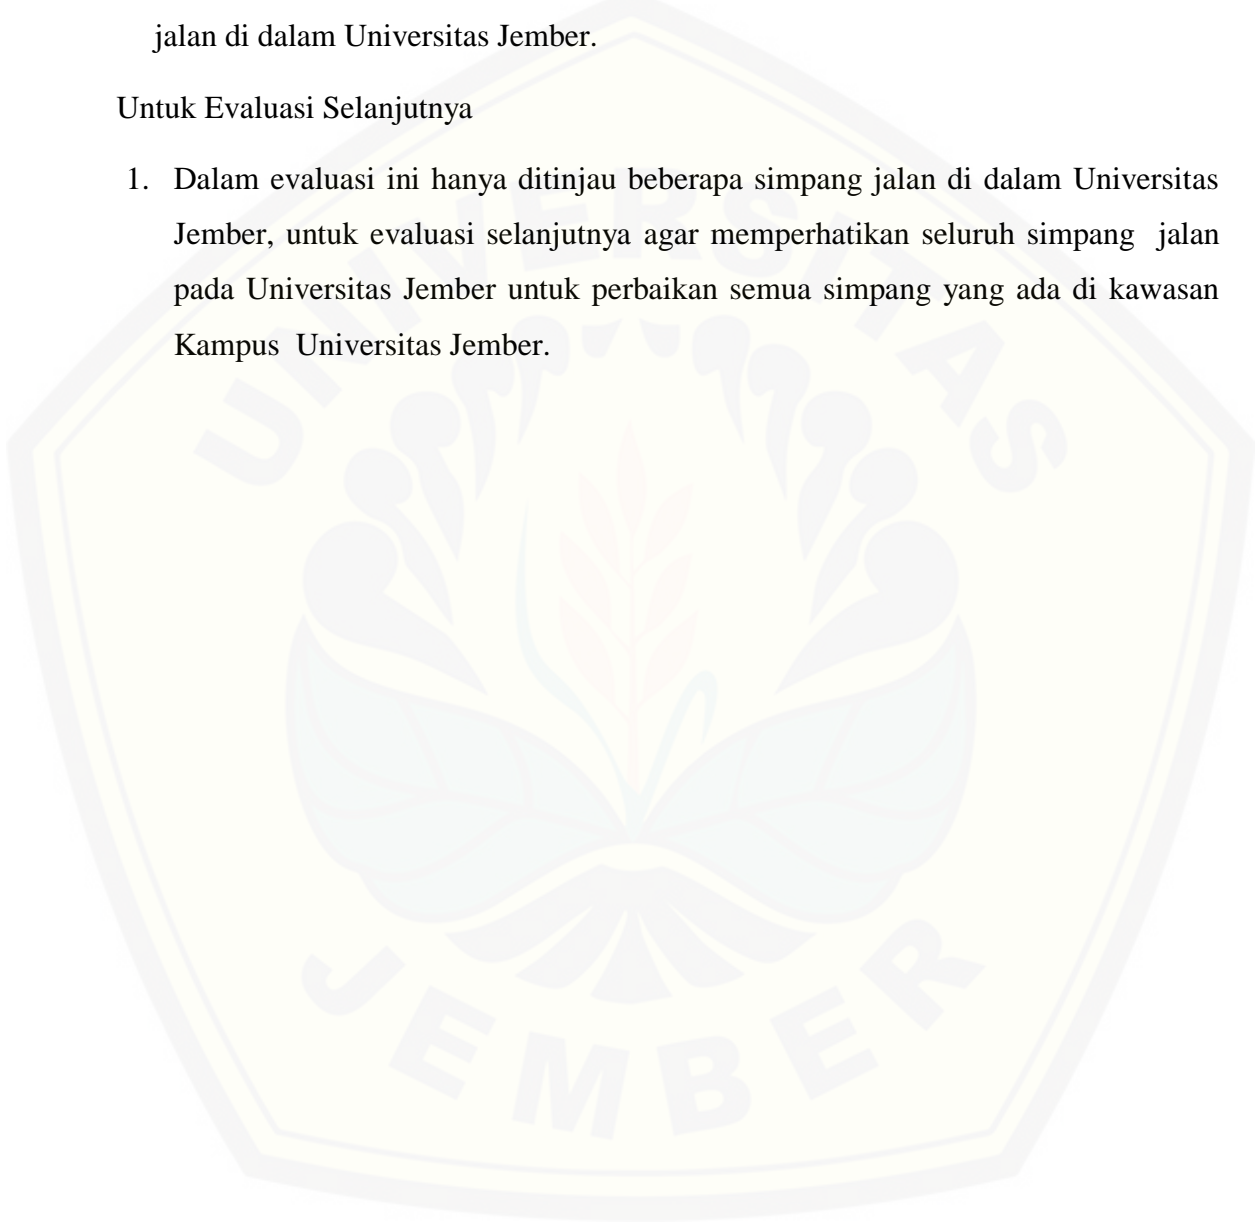 jalan di dalam Universitas Jember.
Untuk Evaluasi Selanjutnya
1. Dalam evaluasi ini hanya ditinjau beberapa simpang jalan di dalam Universitas
Jember, untuk evaluasi selanjutnya agar memperhatikan seluruh simpang jalan
pada Universitas Jember untuk perbaikan semua simpang yang ada di kawasan
Kampus Universitas Jember.
UNIVERSITAS
JEMBER